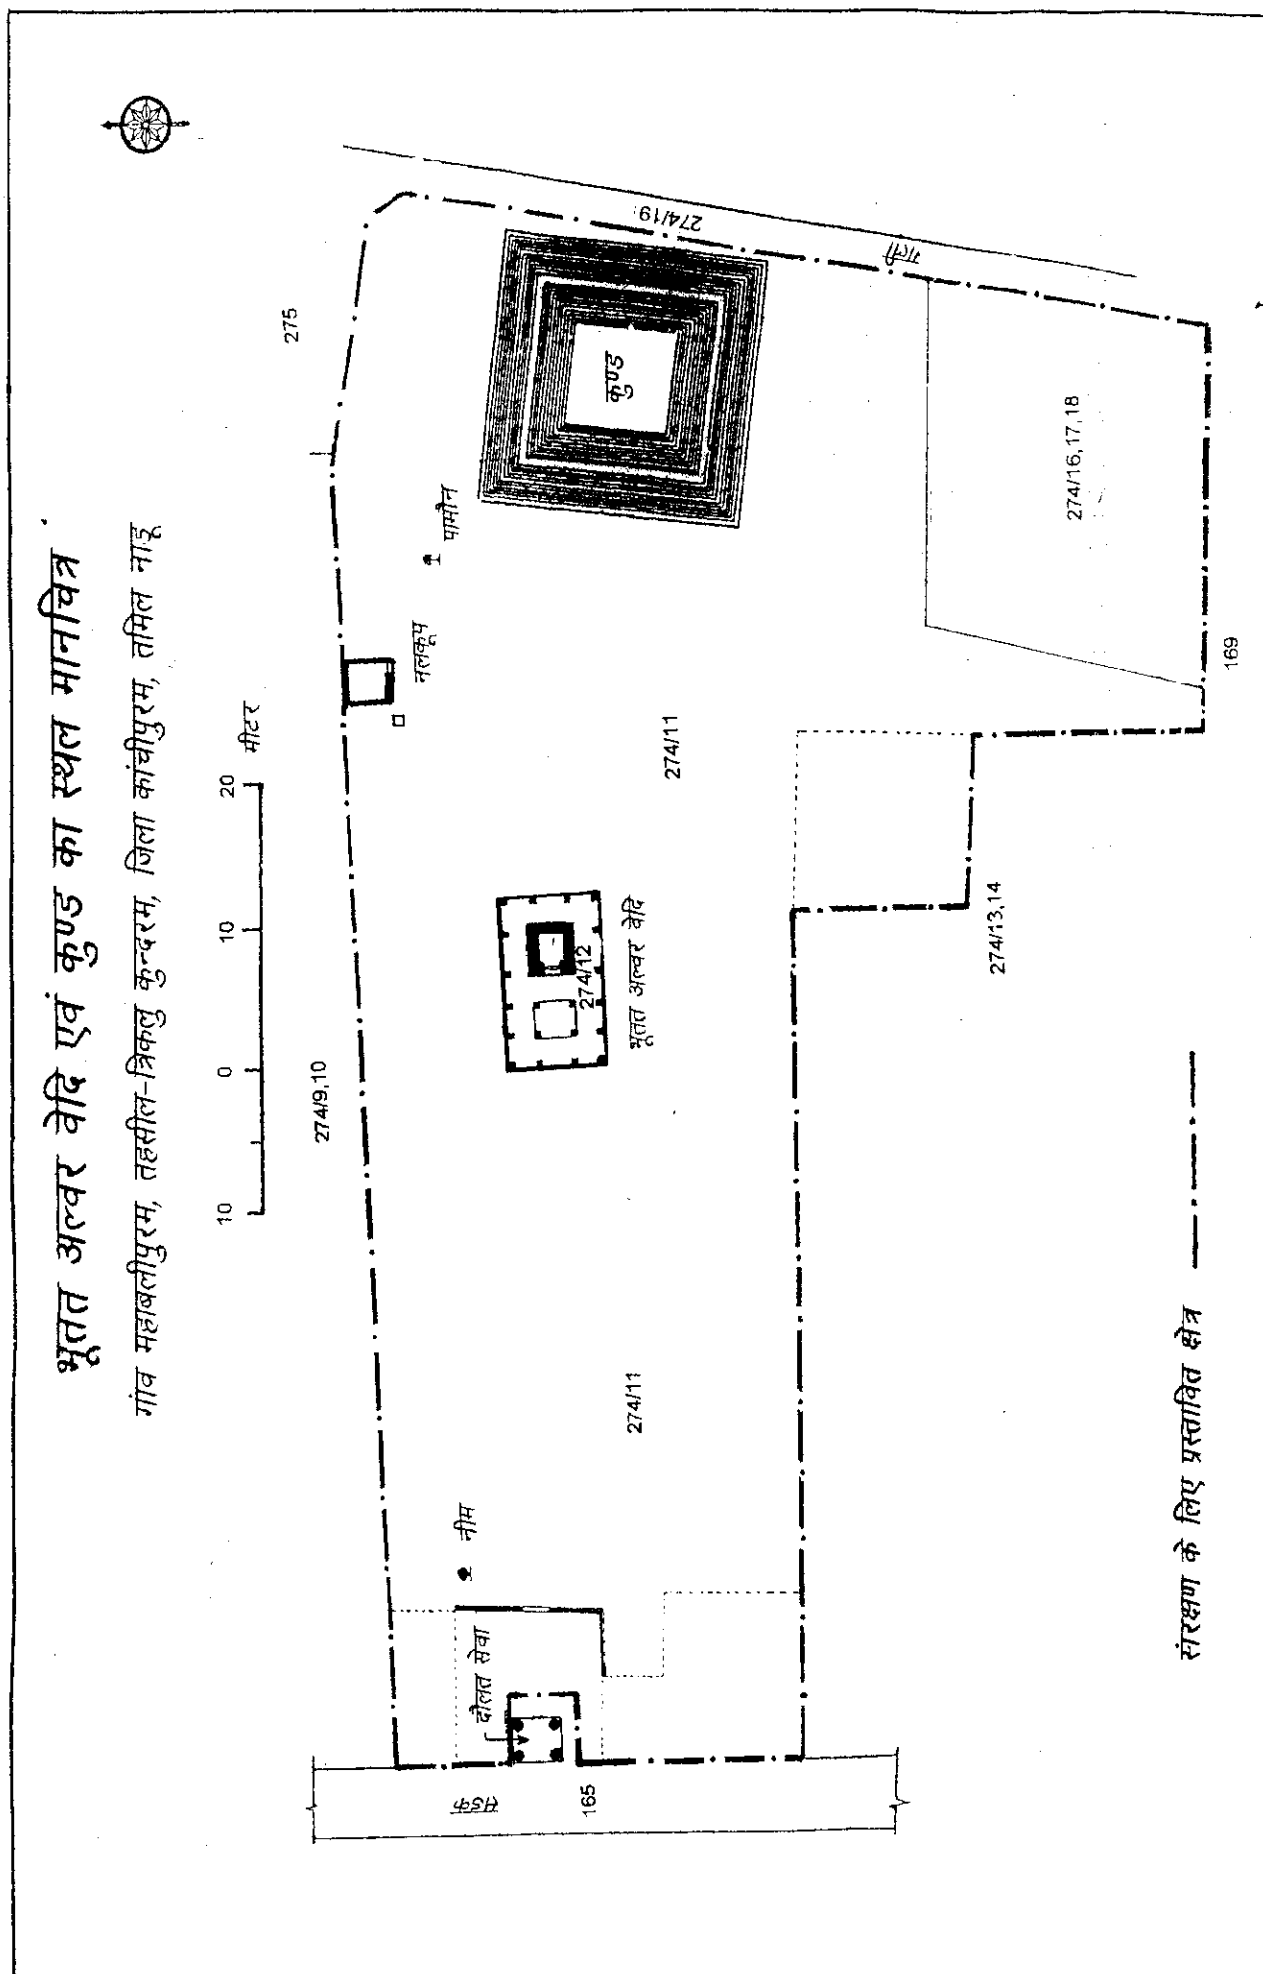 भूतत अल्वर वेदि एवं कुण्ड का स्थल मानचित्र
गांव महाबलीपुरम, तहसील-त्रिकलु कुन्दरम, जिला कांचीपुरम, तामिल नाडू
10 0 10 20 मीटर
274/9,10
275
नीम
नलकूप
पामीन
दौलत सेवा
सडक
165
274/11
274/12
भूतत अल्वर वेदि
274/11
कुण्ड
274/19
गली
274/13,14
274/16,17,18
169
संरक्षण के लिए प्रस्तावित क्षेत्र